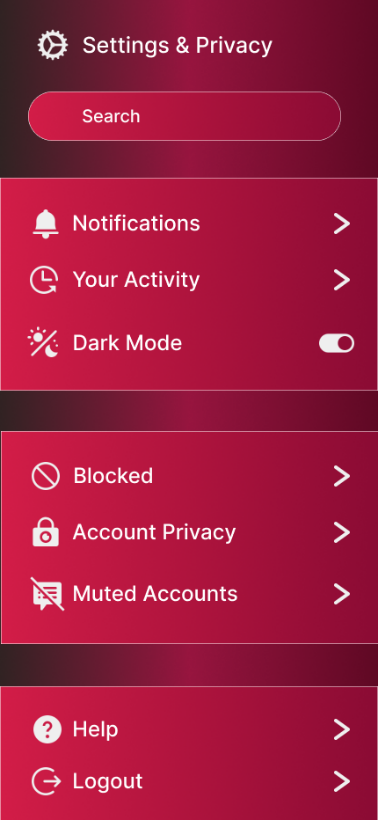 Settings & Privacy
Search
Notifications
Your Activity
Dark Mode
Blocked
Account Privacy
Muted Accounts
Help
Logout